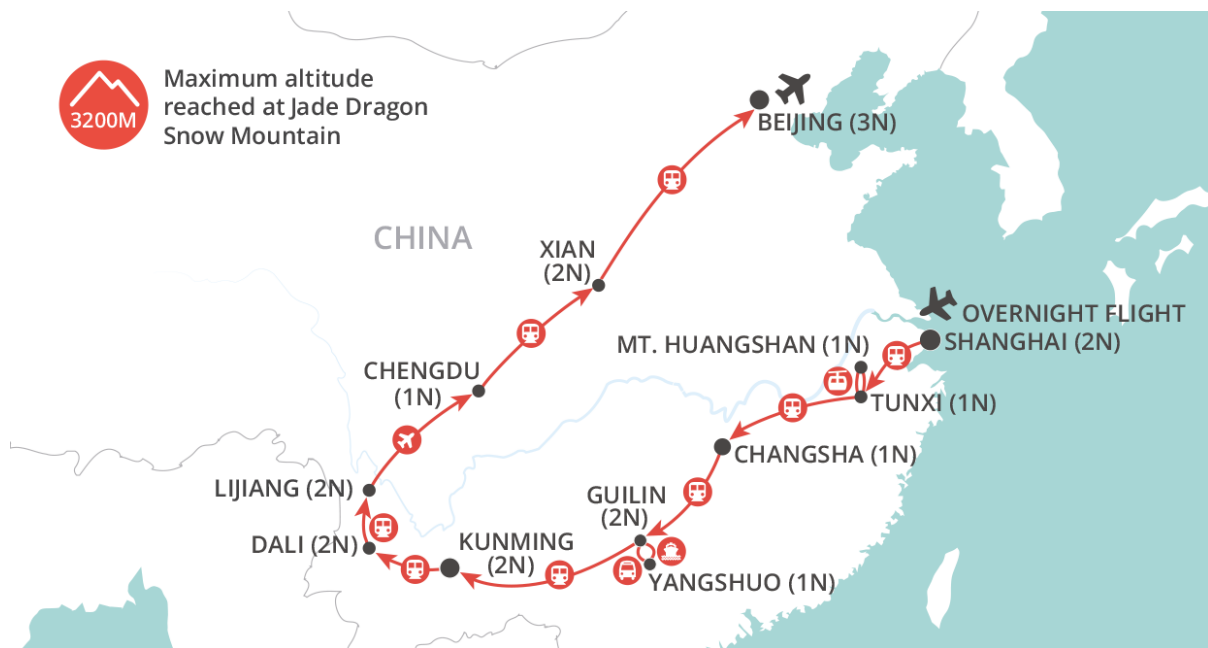 3200M
Maximum altitude
reached at Jade Dragon
Snow Mountain
BEIJING (3N)
CHINA
XIAN
(2N)
OVERNIGHT FLIGHT
SHANGHAI (2N)
MT. HUANGSHAN (1N)
CHENGDU
(1N)
TUNXI (1N)
CHANGSHA (1N)
LIJIANG (2N)
GUILIN
(2N)
DALI (2N)
KUNMING
(2N)
YANGSHUO (1N)